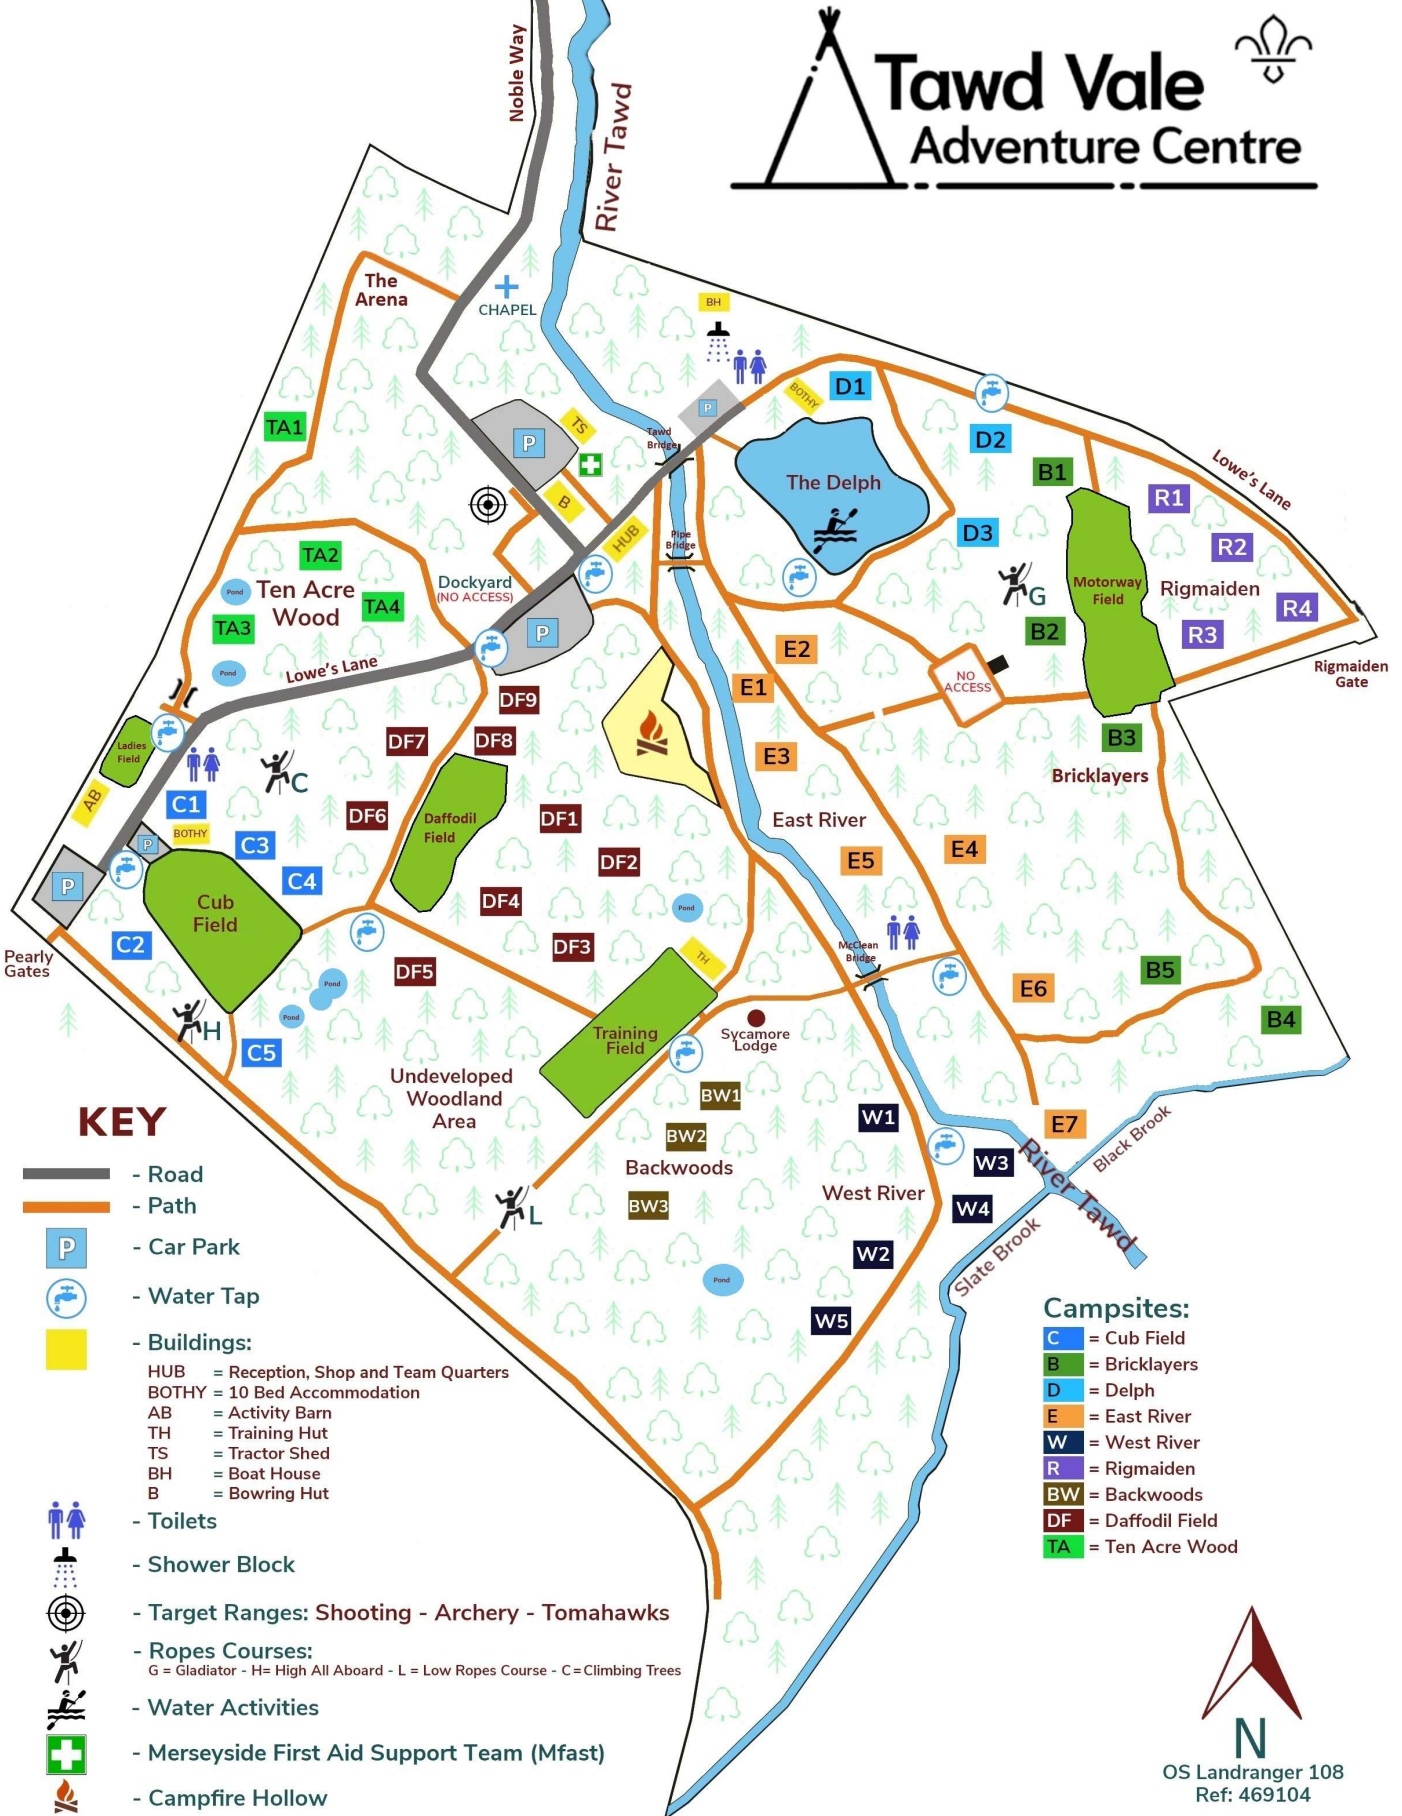 Noble Way
River Tawd
Tawd Vale
Adventure Centre
The
Arena
CHAPEL
BH
P
BOTHY
D1
TS
P
Tawd
Bridge
TA1
D2
The Delph
B1
R1
Lowe's Lane
B
HUB
Pipe
Bridge
D3
R2
TA2
Pond
Ten Acre
Wood
TA4
TA3
Pond
Dockyard
(NO ACCESS)
P
G
Motorway
Field
Rigmaiden
R4
B2
R3
E2
Rigmaiden
Gate
Lowe's Lane
NO
ACCESS
E1
DF9
DF7
DF8
E3
B3
Bricklayers
Ladies
Field
AB
C
C1
BOTHY
P
C3
DF6
Daffodil
Field
DF1
East River
E4
E5
DF2
C4
P
Cub
Field
DF4
Pond
C2
DF3
TH
McClean
Bridge
Pearly
Gates
DF5
Pond
Pond
B5
E6
B4
H
C5
Training
Field
Sycamore
Lodge
Undeveloped
Woodland
Area
BW1
W1
E7
BW2
Backwoods
Black Brook
W3
River Tawd
West River
BW3
W4
L
W2
Slate Brook
Pond
W5
KEY
- Road
- Path
P
- Car Park
- Water Tap
- Buildings:
HUB = Reception, Shop and Team Quarters
BOTHY = 10 Bed Accommodation
AB = Activity Barn
TH = Training Hut
TS = Tractor Shed
BH = Boat House
B = Bowring Hut
- Toilets
- Shower Block
- Target Ranges: Shooting - Archery - Tomahawks
- Ropes Courses:
G = Gladiator - H= High All Aboard - L = Low Ropes Course - C = Climbing Trees
- Water Activities
- Merseyside First Aid Support Team (Mfast)
- Campfire Hollow
Campsites:
C = Cub Field
B = Bricklayers
D = Delph
E = East River
W = West River
R = Rigmaiden
BW = Backwoods
DF = Daffodil Field
TA = Ten Acre Wood
N
OS Landranger 108
Ref: 469104